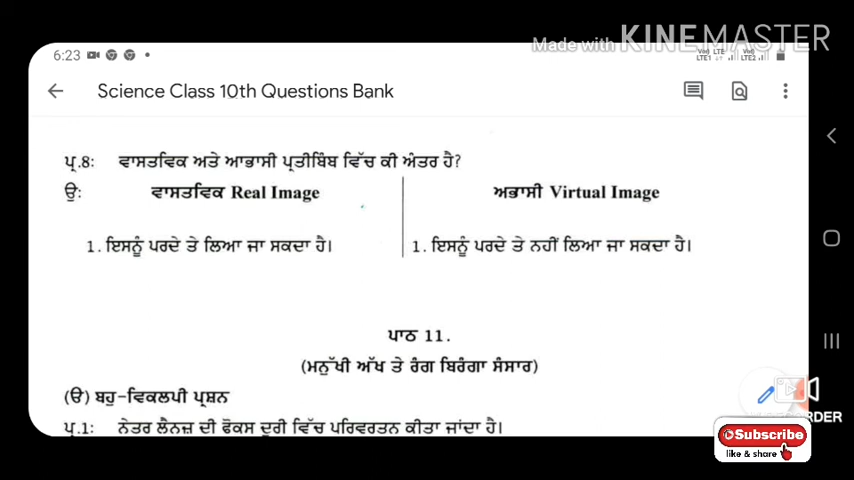 Made with KINEMASTER
6:23
Science Class 10th Questions Bank
ਪ੍ਰ.8: ਵਾਸਤਵਿਕ ਅਤੇ ਆਭਾਸੀ ਪ੍ਰਤੀਬਿੰਬ ਵਿੱਚ ਕੀ ਅੰਤਰ ਹੈ?
ਉ: ਵਾਸਤਵਿਕ Real Image ਅਭਾਸੀ Virtual Image
1. ਇਸਨੂੰ ਪਰਦੇ ਤੇ ਲਿਆ ਜਾ ਸਕਦਾ ਹੈ। 1. ਇਸਨੂੰ ਪਰਦੇ ਤੇ ਨਹੀਂ ਲਿਆ ਜਾ ਸਕਦਾ ਹੈ।
ਪਾਠ 11.
(ਮਨੁੱਖੀ ਅੱਖ ਤੇ ਰੰਗ ਬਿਰੰਗਾ ਸੰਸਾਰ)
(ੳ) ਬਹੁ-ਵਿਕਲਪੀ ਪ੍ਰਸ਼ਨ
ਪ੍ਰ.1: ਨੇਤਰ ਲੈਨਜ਼ ਦੀ ਫੋਕਸ ਦੂਰੀ ਵਿੱਚ ਪਰਿਵਰਤਨ ਕੀਤਾ ਜਾਂਦਾ ਹੈ।
Subscribe
like & share